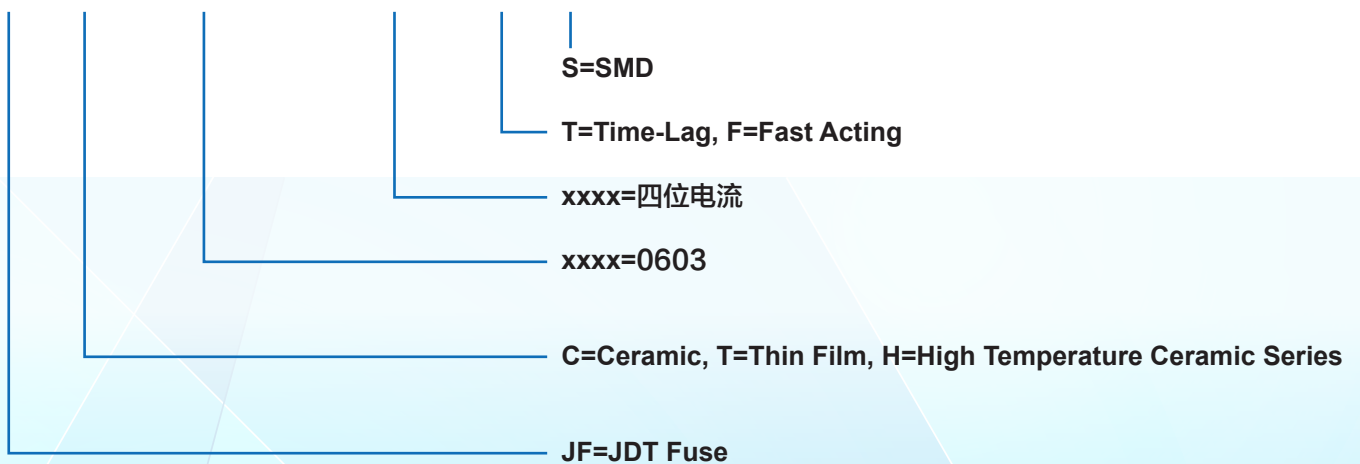 S=SMD
T=Time-Lag, F=Fast Acting
xxxx=四位电流
xxxx=0603
C=Ceramic, T=Thin Film, H=High Temperature Ceramic Series
JF=JDT Fuse